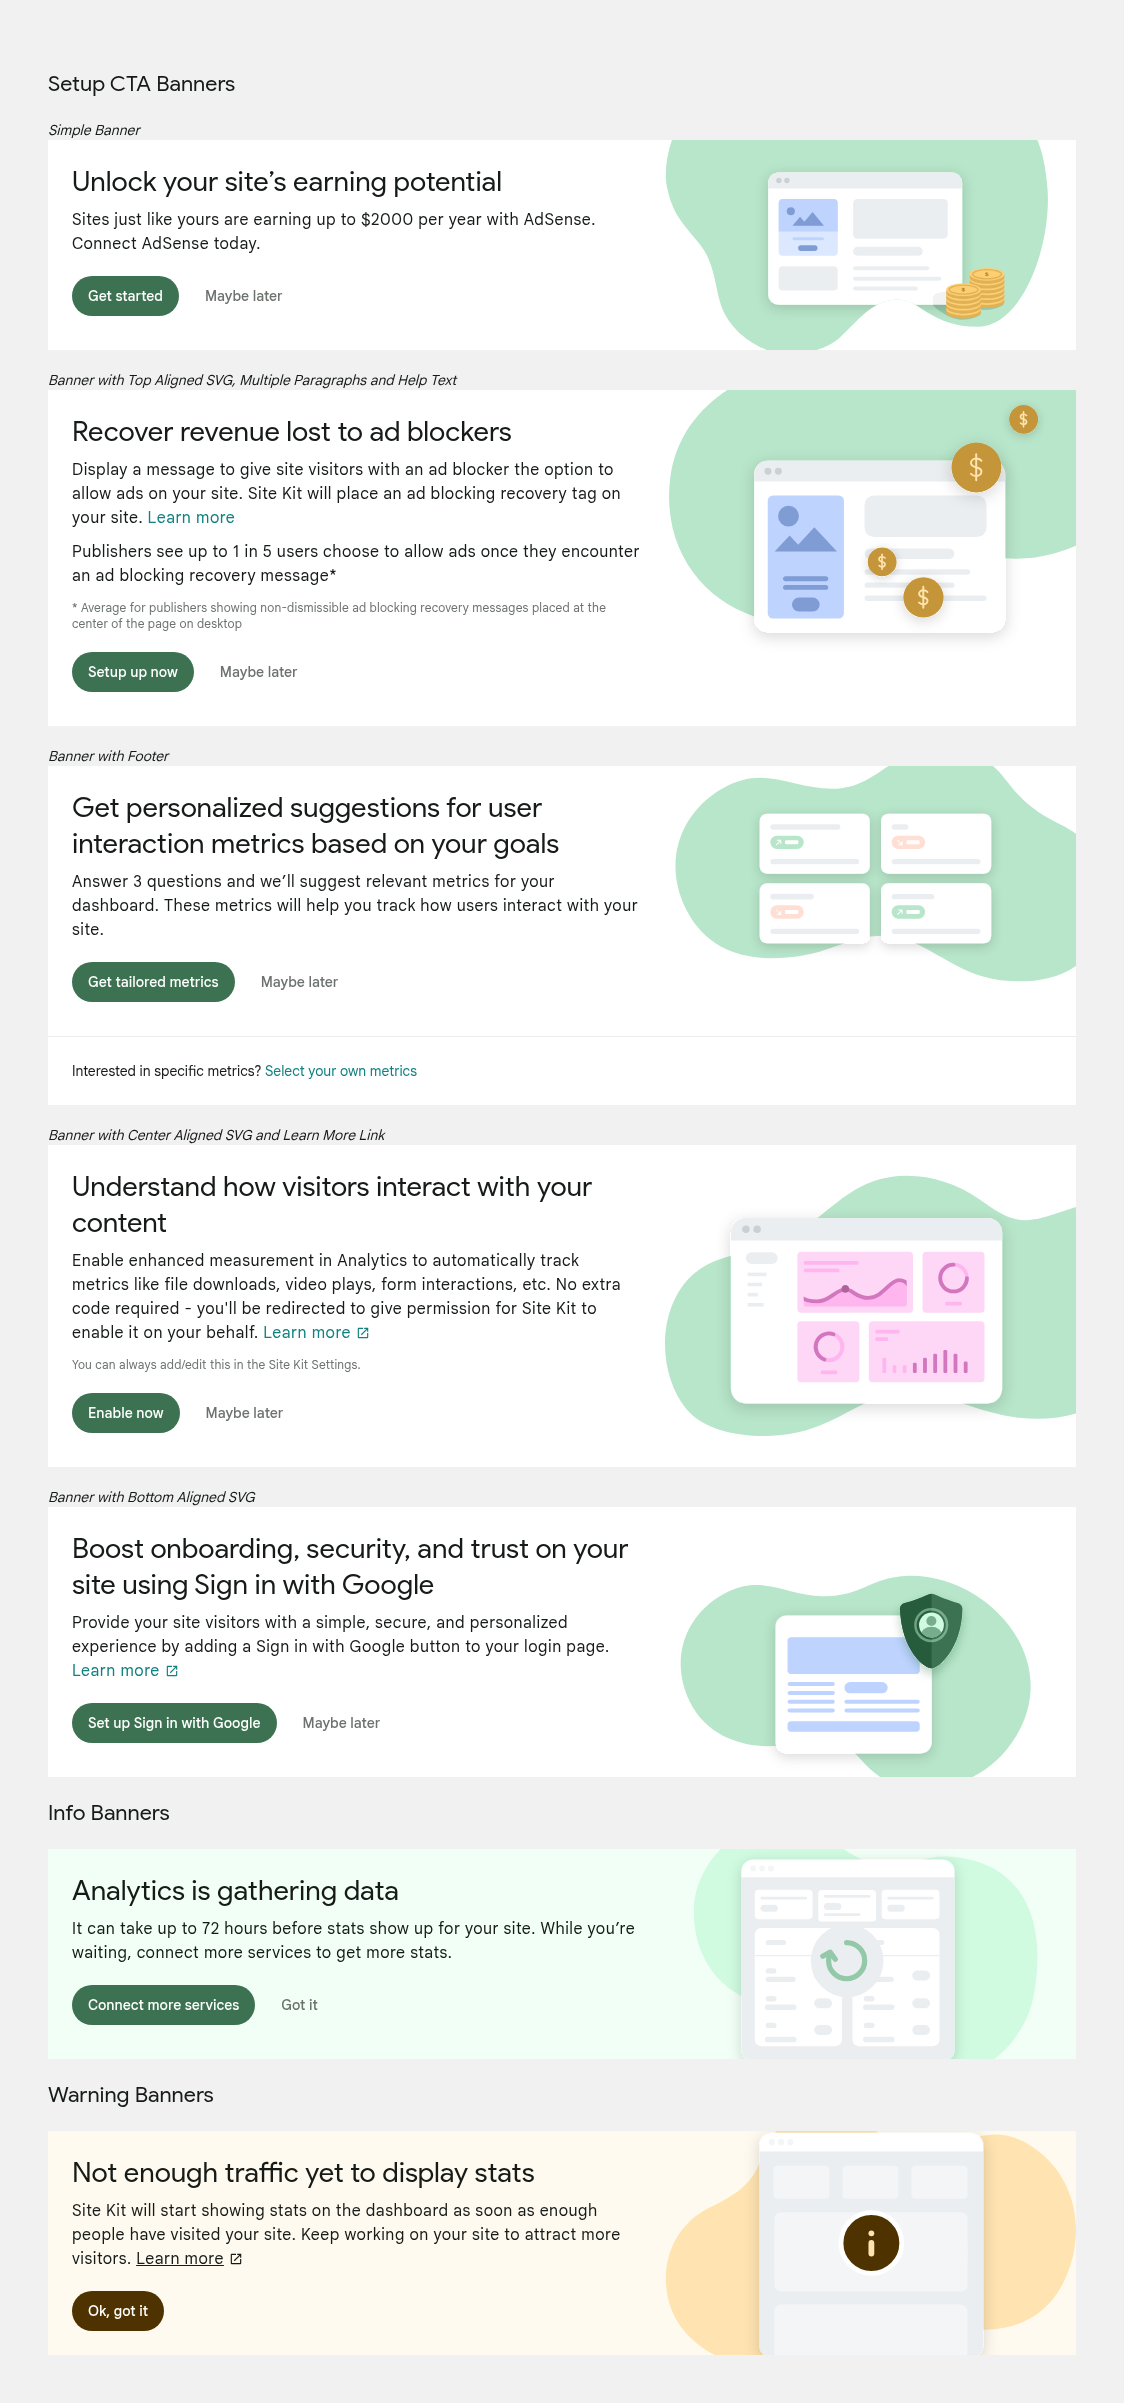 Setup CTA Banners
Simple Banner
Unlock your site’s earning potential
Sites just like yours are earning up to $2000 per year with AdSense.
Connect AdSense today.
Get started
Maybe later
$
$
Banner with Top Aligned SVG, Multiple Paragraphs and Help Text
Recover revenue lost to ad blockers
Display a message to give site visitors with an ad blocker the option to
allow ads on your site. Site Kit will place an ad blocking recovery tag on
your site. Learn more
Publishers see up to 1 in 5 users choose to allow ads once they encounter
an ad blocking recovery message*
* Average for publishers showing non-dismissible ad blocking recovery messages placed at the
center of the page on desktop
Setup up now
Maybe later
$
$
$
$
Banner with Footer
Get personalized suggestions for user
interaction metrics based on your goals
Answer 3 questions and we’ll suggest relevant metrics for your
dashboard. These metrics will help you track how users interact with your
site.
Get tailored metrics
Maybe later
Interested in specific metrics? Select your own metrics
Banner with Center Aligned SVG and Learn More Link
Understand how visitors interact with your
content
Enable enhanced measurement in Analytics to automatically track
metrics like file downloads, video plays, form interactions, etc. No extra
code required - you'll be redirected to give permission for Site Kit to
enable it on your behalf. Learn more
You can always add/edit this in the Site Kit Settings.
Enable now
Maybe later
Banner with Bottom Aligned SVG
Boost onboarding, security, and trust on your
site using Sign in with Google
Provide your site visitors with a simple, secure, and personalized
experience by adding a Sign in with Google button to your login page.
Learn more
Set up Sign in with Google
Maybe later
Info Banners
Analytics is gathering data
It can take up to 72 hours before stats show up for your site. While you’re
waiting, connect more services to get more stats.
Connect more services
Got it
Warning Banners
Not enough traffic yet to display stats
Site Kit will start showing stats on the dashboard as soon as enough
people have visited your site. Keep working on your site to attract more
visitors. Learn more
Ok, got it